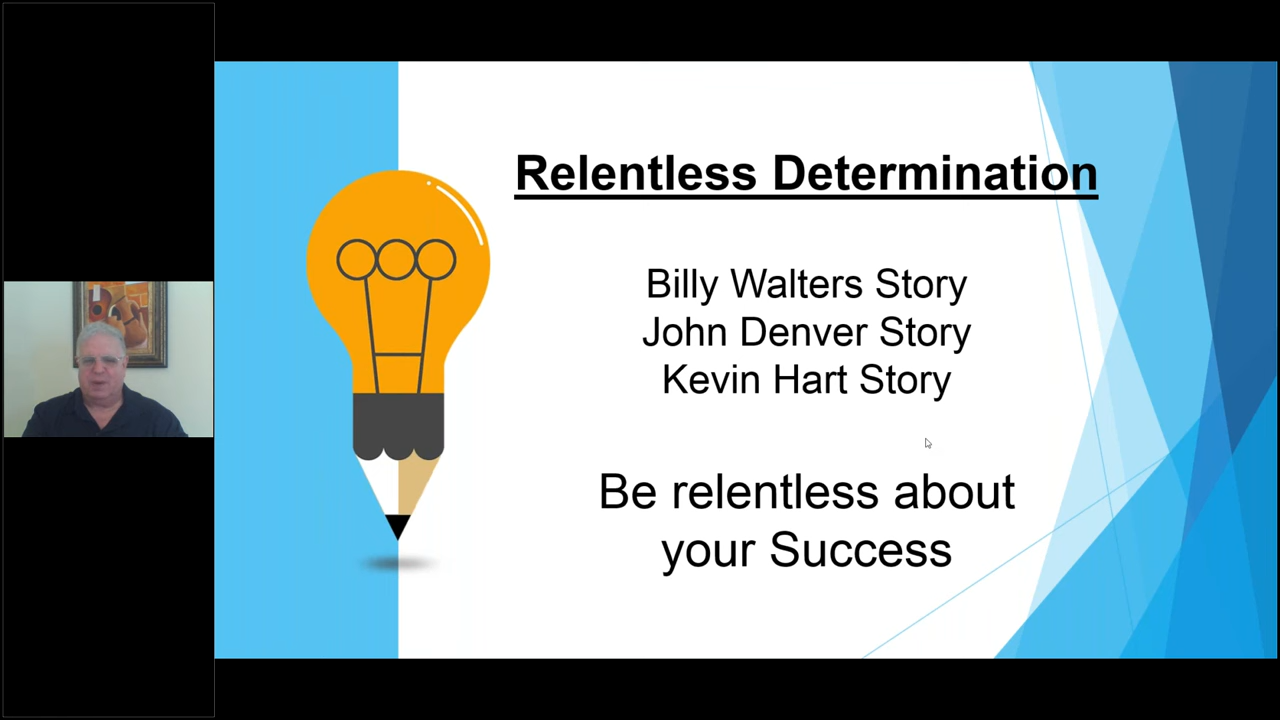 Relentless Determination
Billy Walters Story
John Denver Story
Kevin Hart Story
Be relentless about
your Success